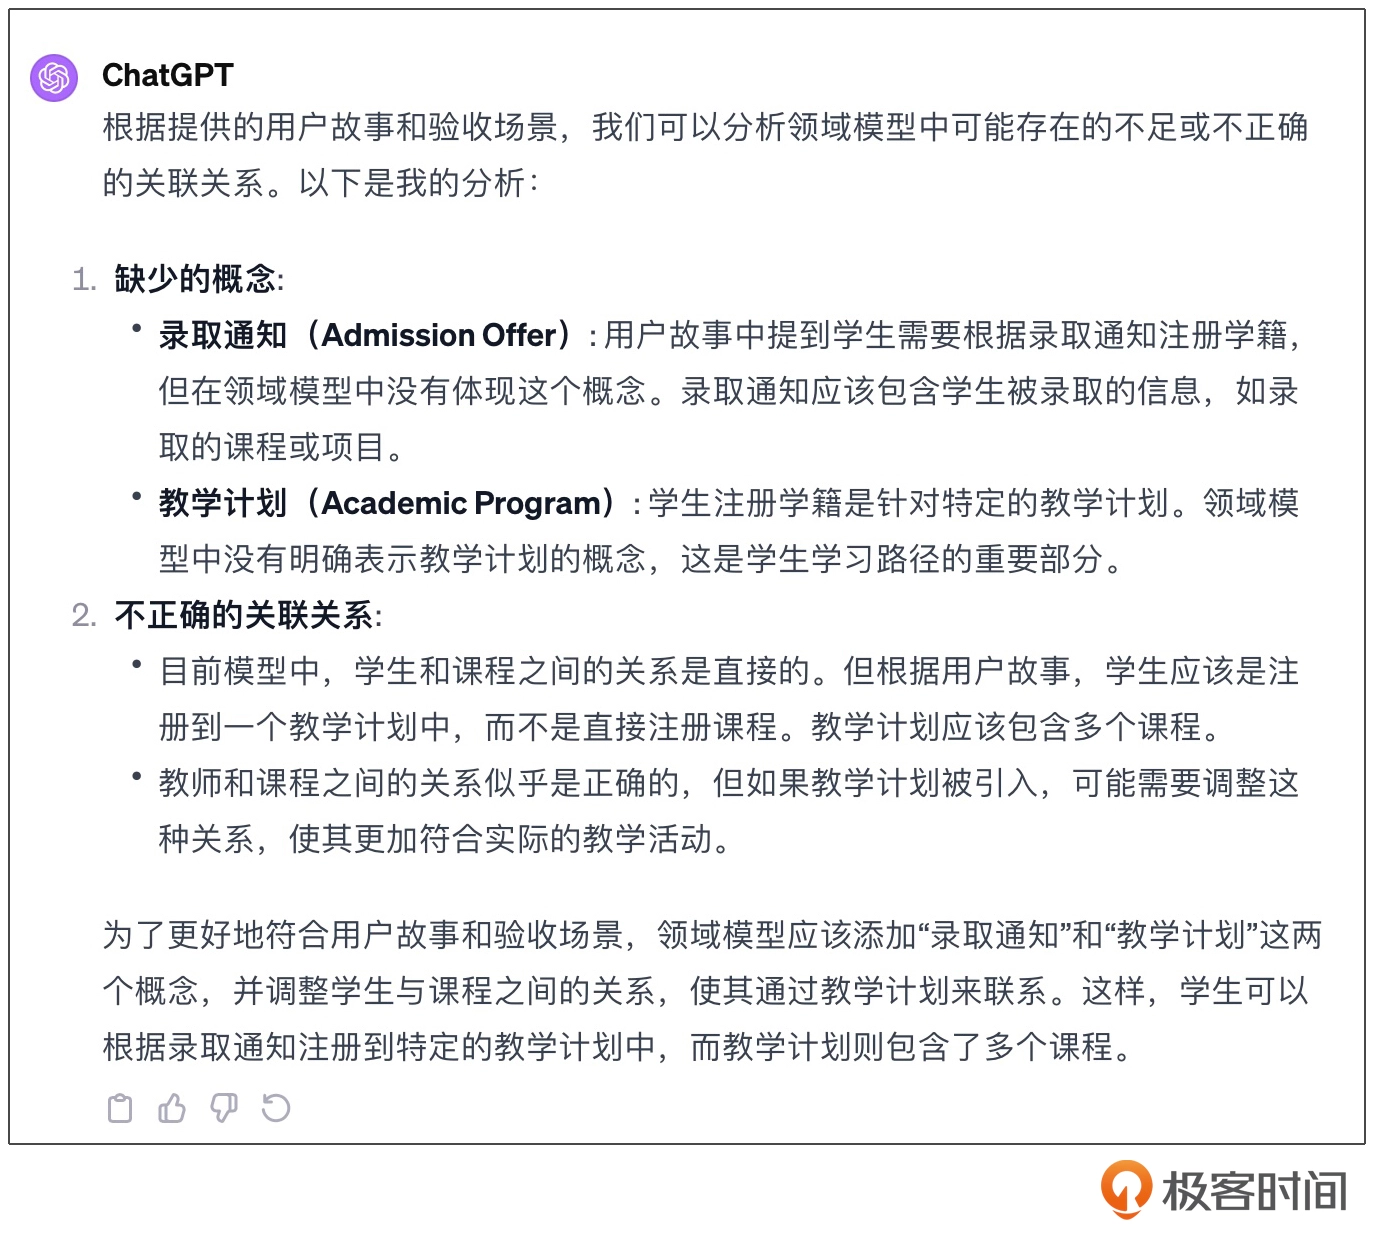 ChatGPT
根据提供的用户故事和验收场景，我们可以分析领域模型中可能存在的不足或不正确
的关联关系。以下是我的分析：
1. 缺少的概念:
• 录取通知（Admission Offer）: 用户故事中提到学生需要根据录取通知注册学籍，
但在领域模型中没有体现这个概念。录取通知应该包含学生被录取的信息，如录
取的课程或项目。
• 教学计划（Academic Program）: 学生注册学籍是针对特定的教学计划。领域模
型中没有明确表示教学计划的概念，这是学生学习路径的重要部分。
2. 不正确的关联关系:
• 目前模型中，学生和课程之间的关系是直接的。但根据用户故事，学生应该是注
册到一个教学计划中，而不是直接注册课程。教学计划应该包含多个课程。
• 教师和课程之间的关系似乎是正确的，但如果教学计划被引入，可能需要调整这
种关系，使其更加符合实际的教学活动。
为了更好地符合用户故事和验收场景，领域模型应该添加“录取通知”和“教学计划”这两
个概念，并调整学生与课程之间的关系，使其通过教学计划来联系。这样，学生可以
根据录取通知注册到特定的教学计划中，而教学计划则包含了多个课程。
极客时间